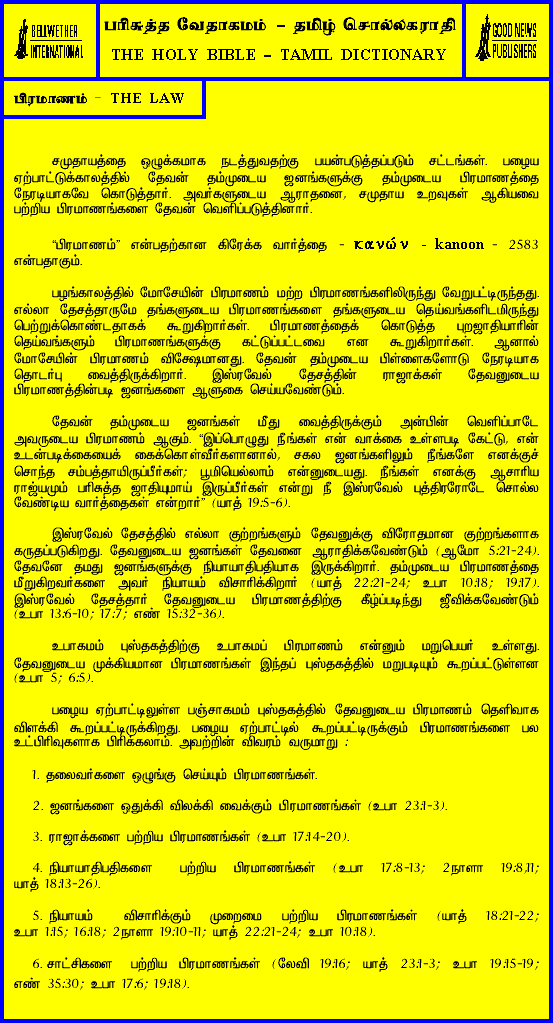 BELLWETHER
INTERNATIONAL
பரிசுத்த வேதாகமம் - தமிழ் சொல்லகராதி
THE HOLY BIBLE - TAMIL DICTIONARY
GOOD NEWS
PUBLISHERS
பிரமாணம் - THE LAW
சமுதாயத்தை ஒழுக்கமாக நடத்துவதற்கு பயன்படுத்தப்படும் சட்டங்கள். பழைய
ஏற்பாட்டுக்காலத்தில் தேவன் தம்முடைய ஜனங்களுக்கு தம்முடைய பிரமாணத்தை
நேரடியாகவே கொடுத்தார். அவர்களுடைய ஆராதனை, சமுதாய உறவுகள் ஆகியவை
பற்றிய பிரமாணங்களை தேவன் வெளிப்படுத்தினார்.
“பிரமாணம்” என்பதற்கான கிரேக்க வார்த்தை - κανών - kanoon - 2583
என்பதாகும்.
பழங்காலத்தில் மோசேயின் பிரமாணம் மற்ற பிரமாணங்களிலிருந்து வேறுபட்டிருந்தது.
எல்லா தேசத்தாருமே தங்களுடைய பிரமாணங்களை தங்களுடைய தெய்வங்களிடமிருந்து
பெற்றுக்கொண்டதாகக் கூறுகிறார்கள். பிரமாணத்தைக் கொடுத்த புறஜாதியாரின்
தெய்வங்களும் பிரமாணங்களுக்கு கட்டுப்பட்டவை என கூறுகிறார்கள். ஆனால்
மோசேயின் பிரமாணம் விசேஷமானது. தேவன் தம்முடைய பிள்ளைகளோடு நேரடியாக
தொடர்பு வைத்திருக்கிறார். இஸ்ரவேல் தேசத்தின் ராஜாக்கள் தேவனுடைய
பிரமாணத்தின்படி ஜனங்களை ஆளுகை செய்யவேண்டும்.
தேவன் தம்முடைய ஜனங்கள் மீது வைத்திருக்கும் அன்பின் வெளிப்பாடே
அவருடைய பிரமாணம் ஆகும். “இப்பொழுது நீங்கள் என் வாக்கை உள்ளபடி கேட்டு, என்
உடன்படிக்கையைக் கைக்கொள்வீர்களானால், சகல ஜனங்களிலும் நீங்களே எனக்குச்
சொந்த சம்பத்தாயிருப்பீர்கள்; பூமியெல்லாம் என்னுடையது. நீங்கள் எனக்கு ஆசாரிய
ராஜ்யமும் பரிசுத்த ஜாதியுமாய் இருப்பீர்கள் என்று நீ இஸ்ரவேல் புத்திரரோடே சொல்ல
வேண்டிய வார்த்தைகள் என்றார்” (யாத் 19:5-6).
இஸ்ரவேல் தேசத்தில் எல்லா குற்றங்களும் தேவனுக்கு விரோதமான குற்றங்களாக
கருதப்படுகிறது. தேவனுடைய ஜனங்கள் தேவனை ஆராதிக்கவேண்டும் (ஆமோ 5:21-24).
தேவனே தமது ஜனங்களுக்கு நியாயாதிபதியாக இருக்கிறார். தம்முடைய பிரமாணத்தை
மீறுகிறவர்களை அவர் நியாயம் விசாரிக்கிறார் (யாத் 22:21-24; உபா 10:18; 19:17).
இஸ்ரவேல் தேசத்தார் தேவனுடைய பிரமாணத்திற்கு கீழ்ப்படிந்து ஜீவிக்கவேண்டும்
(உபா 13:6-10; 17:7; எண் 15:32-36).
உபாகமம் புஸ்தகத்திற்கு உபாகமப் பிரமாணம் என்னும் மறுபெயர் உள்ளது.
தேவனுடைய முக்கியமான பிரமாணங்கள் இந்தப் புஸ்தகத்தில் மறுபடியும் கூறப்பட்டுள்ளன
(உபா 5; 6:5).
பழைய ஏற்பாட்டிலுள்ள பஞ்சாகமம் புஸ்தகத்தில் தேவனுடைய பிரமாணம் தெளிவாக
விளக்கி கூறப்பட்டிருக்கிறது. பழைய ஏற்பாட்டில் கூறப்பட்டிருக்கும் பிரமாணங்களை பல
உட்பிரிவுகளாக பிரிக்கலாம். அவற்றின் விவரம் வருமாறு :
1. தலைவர்களை ஒழுங்கு செய்யும் பிரமாணங்கள்.
2. ஜனங்களை ஒதுக்கி விலக்கி வைக்கும் பிரமாணங்கள் (உபா 23:1-3).
3. ராஜாக்களை பற்றிய பிரமாணங்கள் (உபா 17:14-20).
4. நியாயாதிபதிகளை பற்றிய பிரமாணங்கள் (உபா 17:8-13; 2நாளா 19:8,11;
யாத் 18:13-26).
5. நியாயம் விசாரிக்கும் முறைமை பற்றிய பிரமாணங்கள் (யாத் 18:21-22;
உபா 1:15; 16:18; 2நாளா 19:10-11; யாத் 22:21-24; உபா 10:18).
6. சாட்சிகளை பற்றிய பிரமாணங்கள் (லேவி 19:16; யாத் 23:1-3; உபா 19:15-19;
எண் 35:30; உபா 17:6; 19:18).